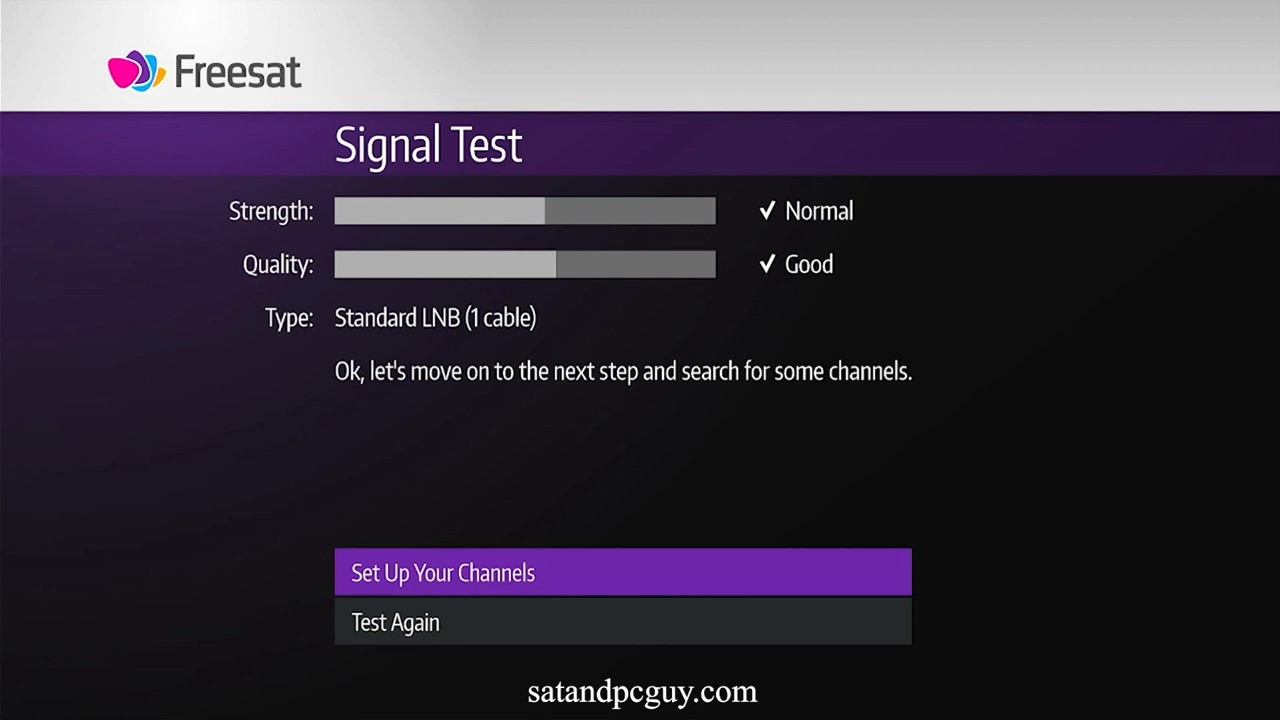 Freesat
Signal Test
Strength: ✓ Normal
Quality: ✓ Good
Type: Standard LNB (1 cable)
Ok, let's move on to the next step and search for some channels.
Set Up Your Channels
Test Again
satandpcguy.com